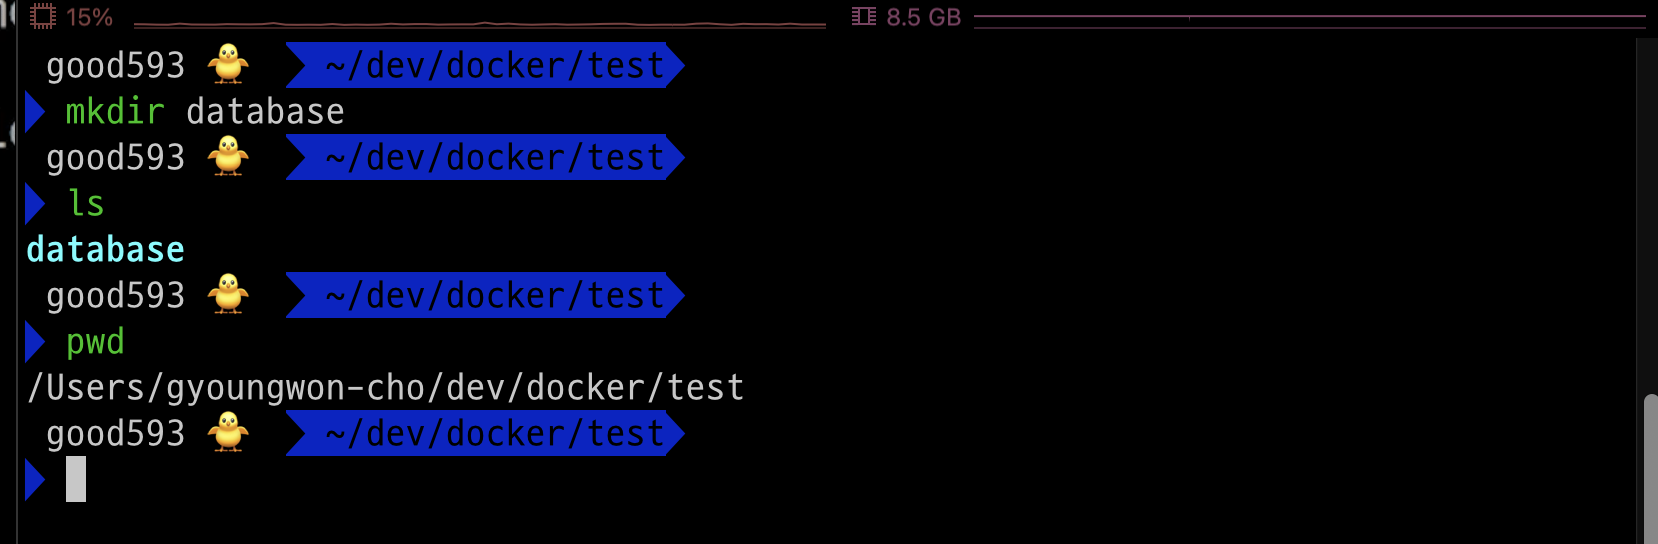 15% 8.5 GB
good593 🐥 ~/dev/docker/test
mkdir database
good593 🐥 ~/dev/docker/test
ls
database
good593 🐥 ~/dev/docker/test
pwd
/Users/gyoungwon-cho/dev/docker/test
good593 🐥 ~/dev/docker/test